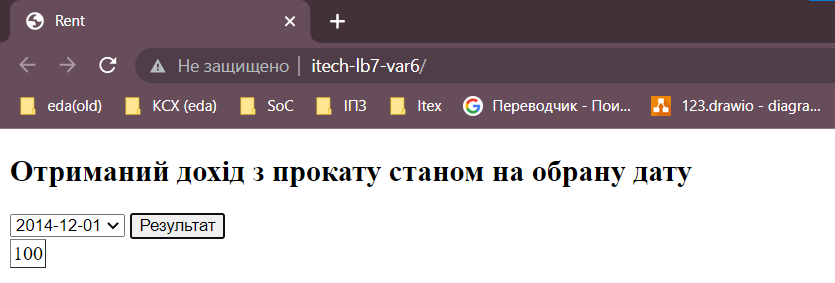 Rent
Не защищено | itech-lb7-var6/
eda(old) КСХ (eda) SoC ІПЗ Itex Переводчик - Пои... 123.drawio - diagra...
Отриманий дохід з прокату станом на обрану дату
2014-12-01 Результат
100